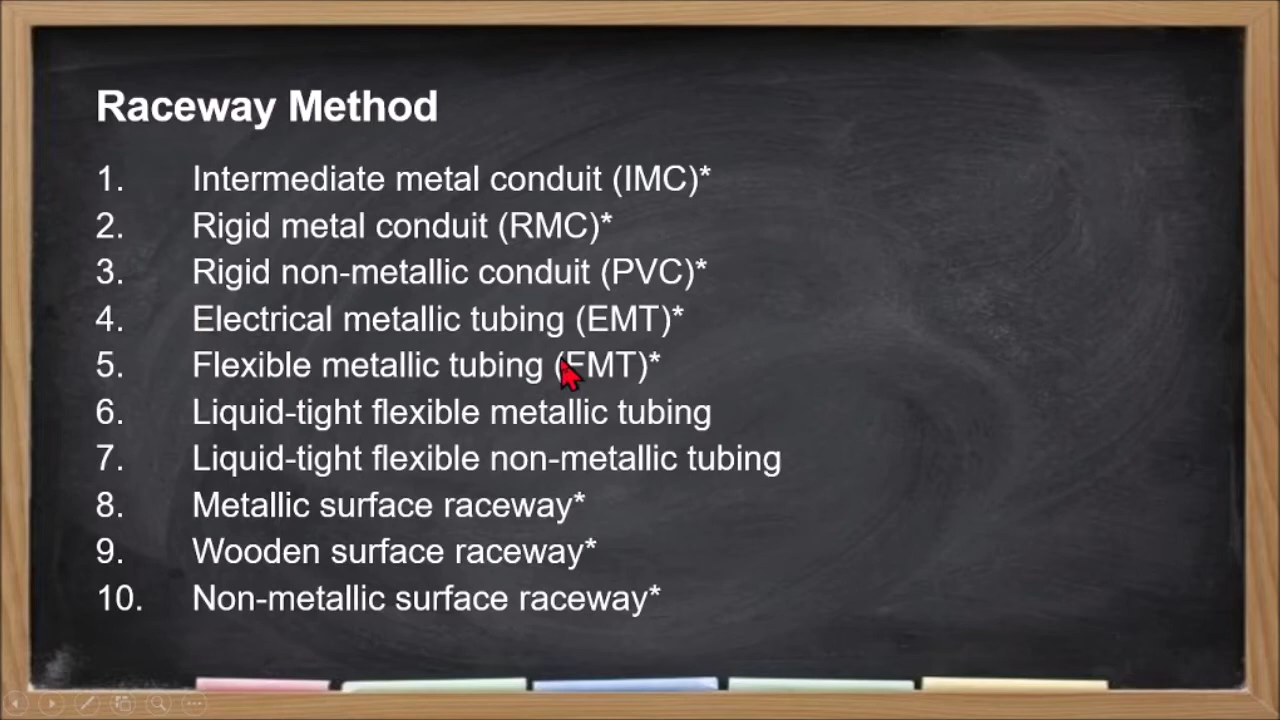 Raceway Method
1. Intermediate metal conduit (IMC)*
2. Rigid metal conduit (RMC)*
3. Rigid non-metallic conduit (PVC)*
4. Electrical metallic tubing (EMT)*
5. Flexible metallic tubing (FMT)*
6. Liquid-tight flexible metallic tubing
7. Liquid-tight flexible non-metallic tubing
8. Metallic surface raceway*
9. Wooden surface raceway*
10. Non-metallic surface raceway*